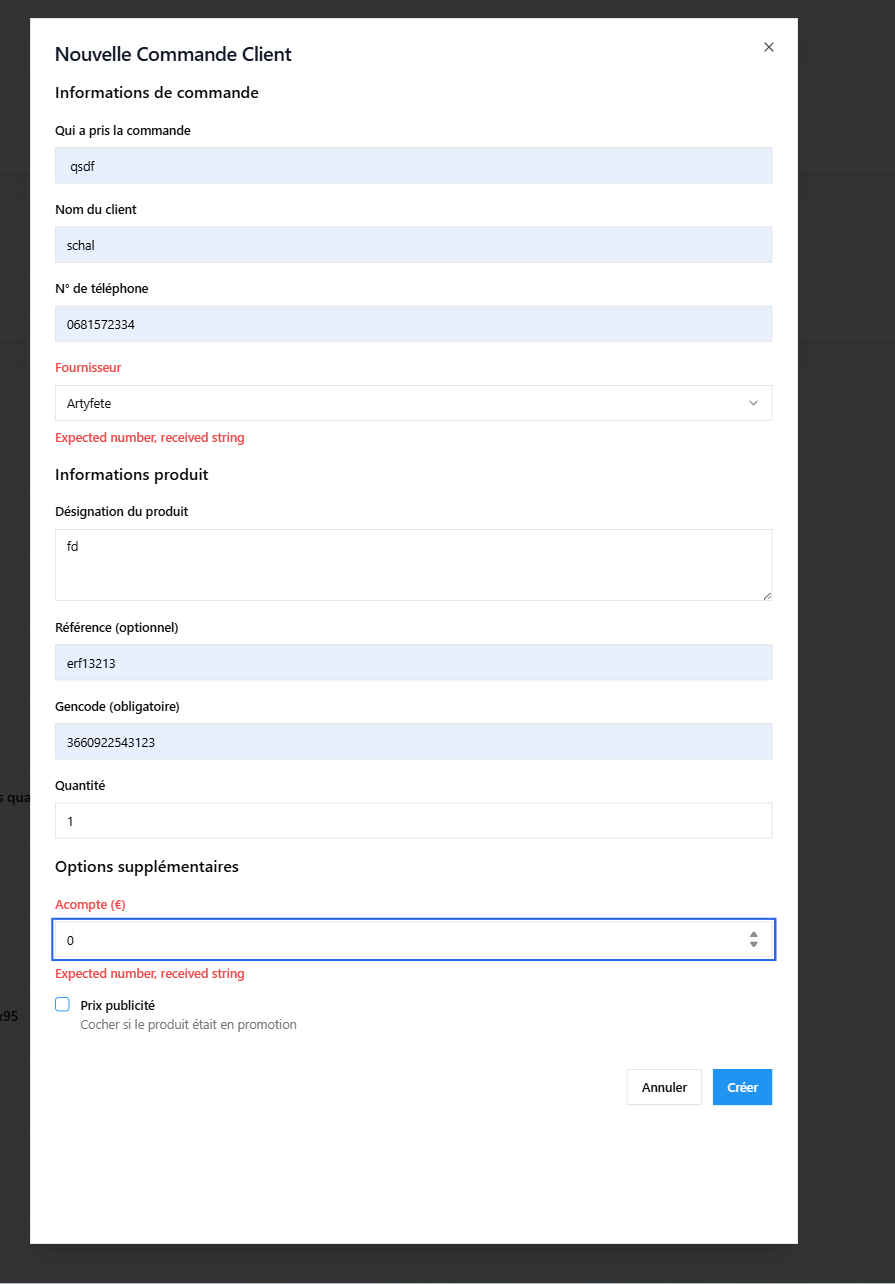 Nouvelle Commande Client
Informations de commande
Qui a pris la commande
qsdf
Nom du client
schal
N° de téléphone
0681572334
Fournisseur
Artyfete
Expected number, received string
Informations produit
Désignation du produit
fd
Référence (optionnel)
erf13213
Gencode (obligatoire)
3660922543123
s qua
Quantité
1
Options supplémentaires
Acompte (€)
0
Expected number, received string
x95
Prix publicité
Cocher si le produit était en promotion
Annuler
Créer